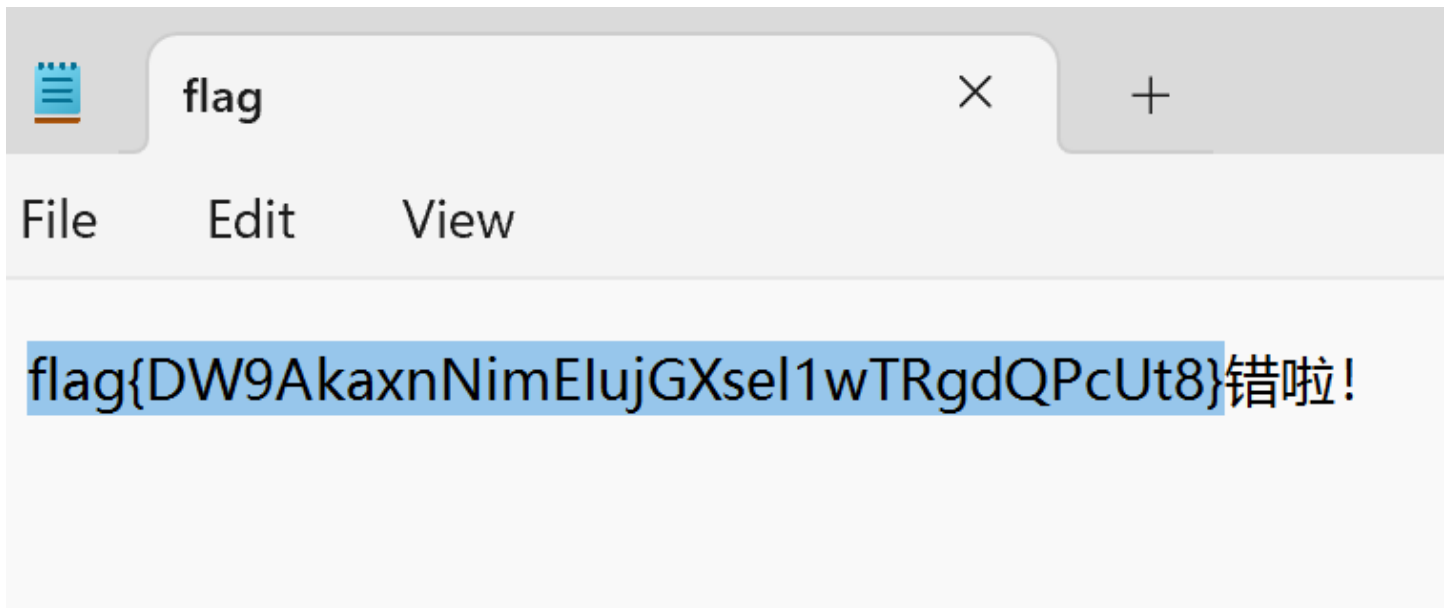 flag
File Edit View
flag{DW9AkaxnNimEIujGXsel1wTRgdQPcUt8}错啦！